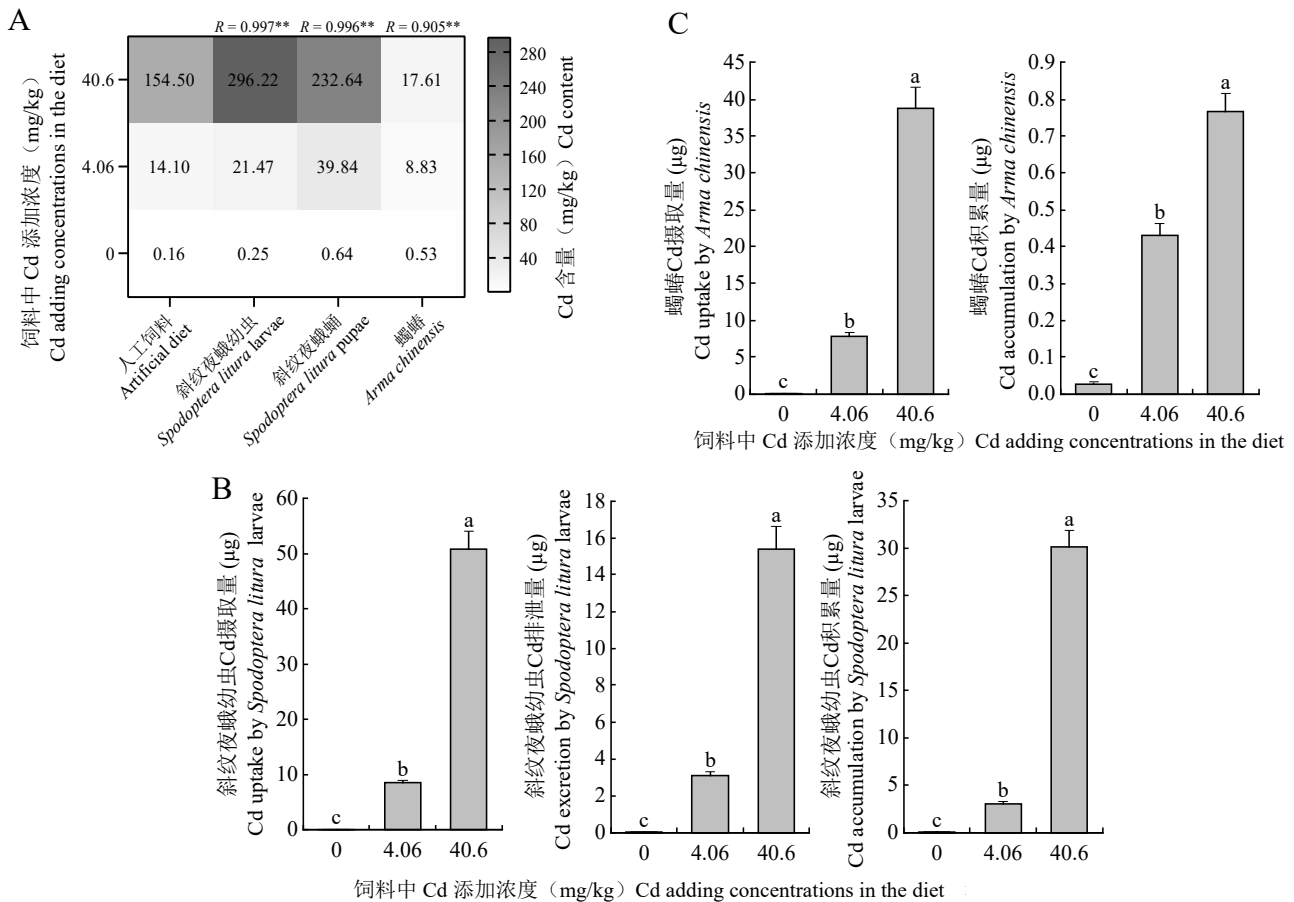 A
R = 0.997** R = 0.996** R = 0.905**
饲料中 Cd 添加浓度（mg/kg）
Cd adding concentrations in the diet
40.6
154.50 296.22 232.64 17.61
4.06
14.10 21.47 39.84 8.83
0
0.16 0.25 0.64 0.53
人工饲料
Artificial diet
斜纹夜蛾幼虫
Spodoptera litura larvae
斜纹夜蛾蛹
Spodoptera litura pupae
蠋蝽
Arma chinensis
280
240
200
160
120
80
40
Cd 含量（mg/kg）Cd content
C
蠋蝽Cd摄取量 (μg)
Cd uptake by Arma chinensis
45
40
35
30
25
20
15
10
5
0
c
b
a
0 4.06 40.6
蠋蝽Cd积累量 (μg)
Cd accumulation by Arma chinensis
0.9
0.8
0.7
0.6
0.5
0.4
0.3
0.2
0.1
0.0
c
b
a
0 4.06 40.6
饲料中 Cd 添加浓度（mg/kg）Cd adding concentrations in the diet
B
斜纹夜蛾幼虫Cd摄取量 (μg)
Cd uptake by Spodoptera litura larvae
60
50
40
30
20
10
0
c
b
a
0 4.06 40.6
斜纹夜蛾幼虫Cd排泄量 (μg)
Cd excretion by Spodoptera litura larvae
18
16
14
12
10
8
6
4
2
0
c
b
a
0 4.06 40.6
斜纹夜蛾幼虫Cd积累量 (μg)
Cd accumulation by Spodoptera litura larvae
35
30
25
20
15
10
5
0
c
b
a
0 4.06 40.6
饲料中 Cd 添加浓度（mg/kg）Cd adding concentrations in the diet